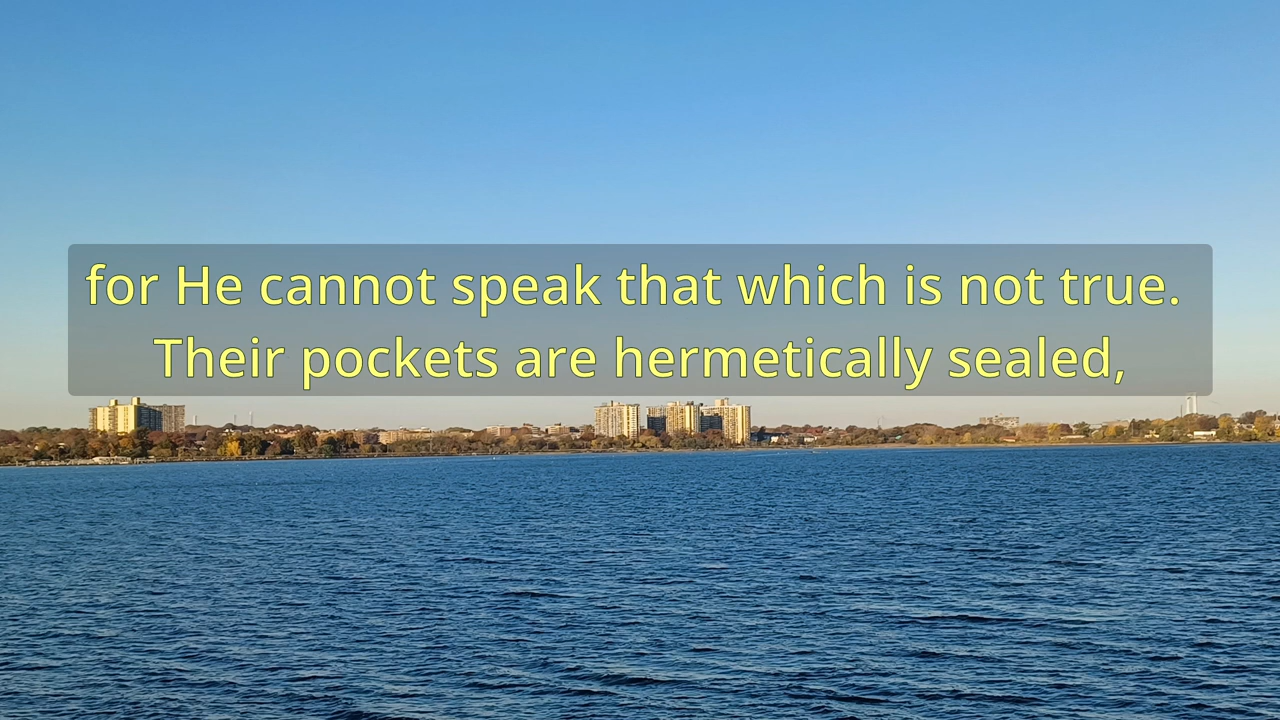 for He cannot speak that which is not true.
Their pockets are hermetically sealed,